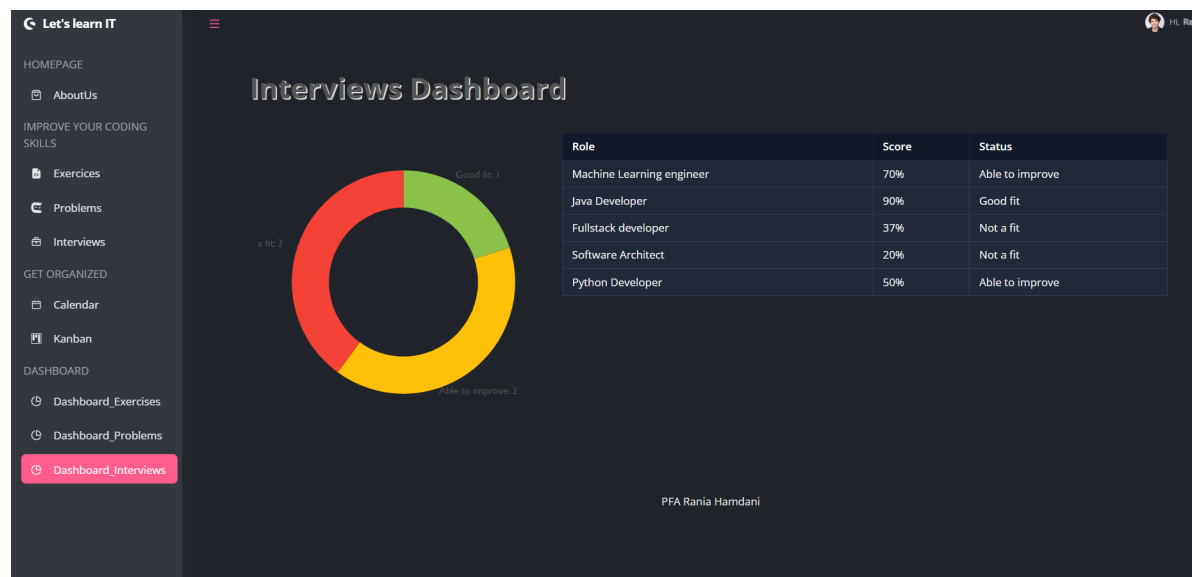 Let's learn IT
Hi, Ra
HOMEPAGE
AboutUs
IMPROVE YOUR CODING
SKILLS
Exercices
Problems
Interviews
GET ORGANIZED
Calendar
Kanban
DASHBOARD
Dashboard_Exercises
Dashboard_Problems
Dashboard_Interviews
Interviews Dashboard
Good fit: 1
a fit: 2
Able to improve: 2
Role Score Status
Machine Learning engineer 70% Able to improve
Java Developer 90% Good fit
Fullstack developer 37% Not a fit
Software Architect 20% Not a fit
Python Developer 50% Able to improve
PFA Rania Hamdani